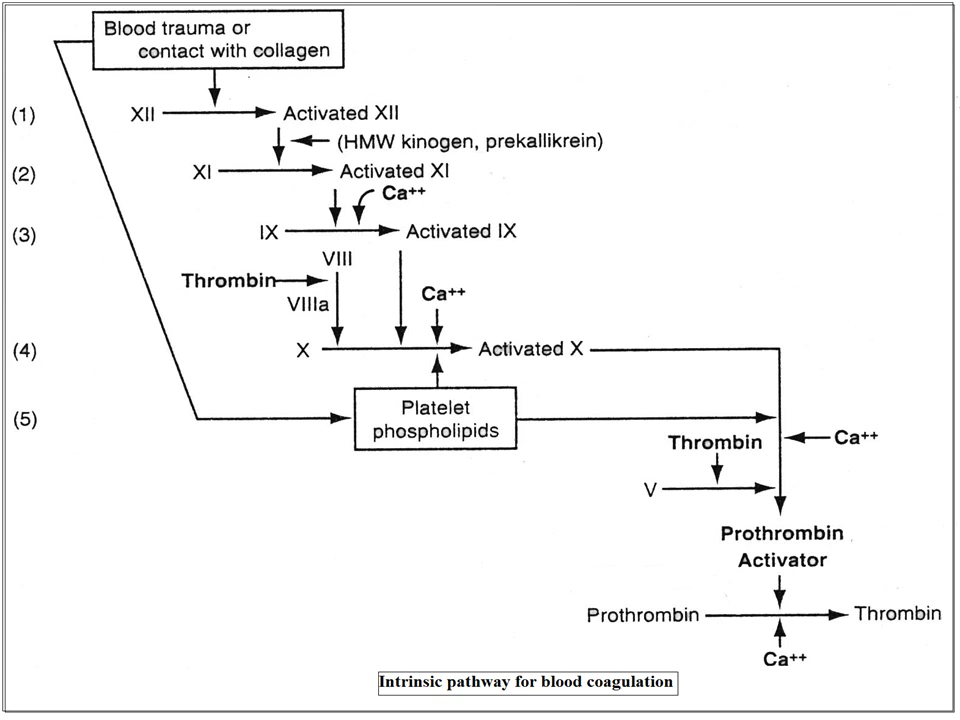 Blood trauma or
contact with collagen
(1)
XII
Activated XII
(HMW kinogen, prekallikrein)
(2)
XI
Activated XI
Ca++
(3)
IX
Activated IX
VIII
Thrombin
VIIIa
Ca++
(4)
X
Activated X
(5)
Platelet
phospholipids
Thrombin
Ca++
V
Prothrombin
Activator
Prothrombin
Thrombin
Ca++
Intrinsic pathway for blood coagulation